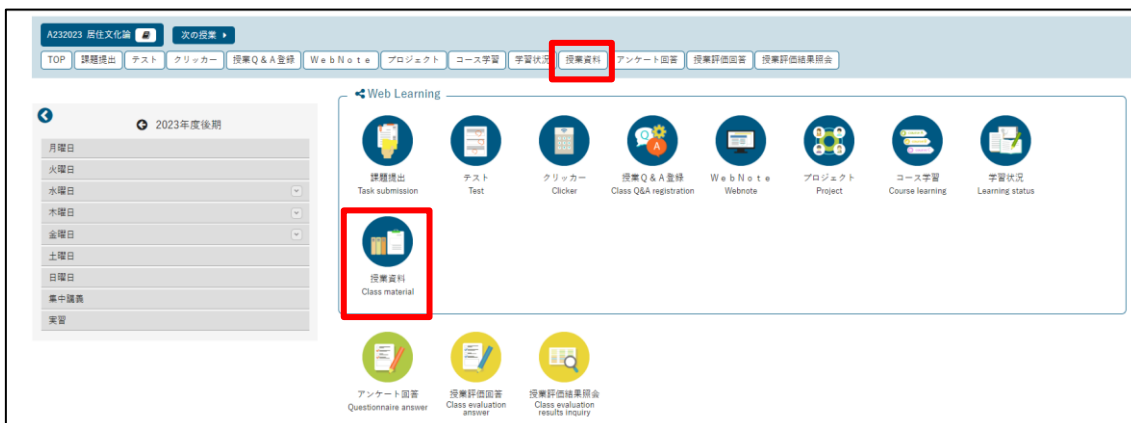 A232023 居住文化論
次の授業
TOP 課題提出 テスト クリッカー 授業Q&A登録 WebNote プロジェクト コース学習 学習状況 授業資料 アンケート回答 授業評価回答 授業評価結果照会
2023年度後期
月曜日
火曜日
水曜日
木曜日
金曜日
土曜日
日曜日
集中講義
実習
Web Learning
課題提出
Task submission
テスト
Test
クリッカー
Clicker
授業Q&A登録
Class Q&A registration
WebNote
Webnote
プロジェクト
Project
コース学習
Course learning
学習状況
Learning status
授業資料
Class material
アンケート回答
Questionnaire answer
授業評価回答
Class evaluation
answer
授業評価結果照会
Class evaluation
results inquiry